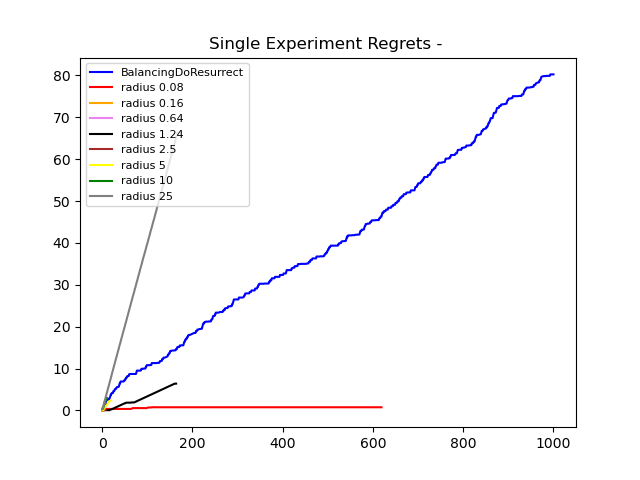 Single Experiment Regrets -
BalancingDoResurrect
radius 0.08
radius 0.16
radius 0.64
radius 1.24
radius 2.5
radius 5
radius 10
radius 25
80
70
60
50
40
30
20
10
0
0 200 400 600 800 1000